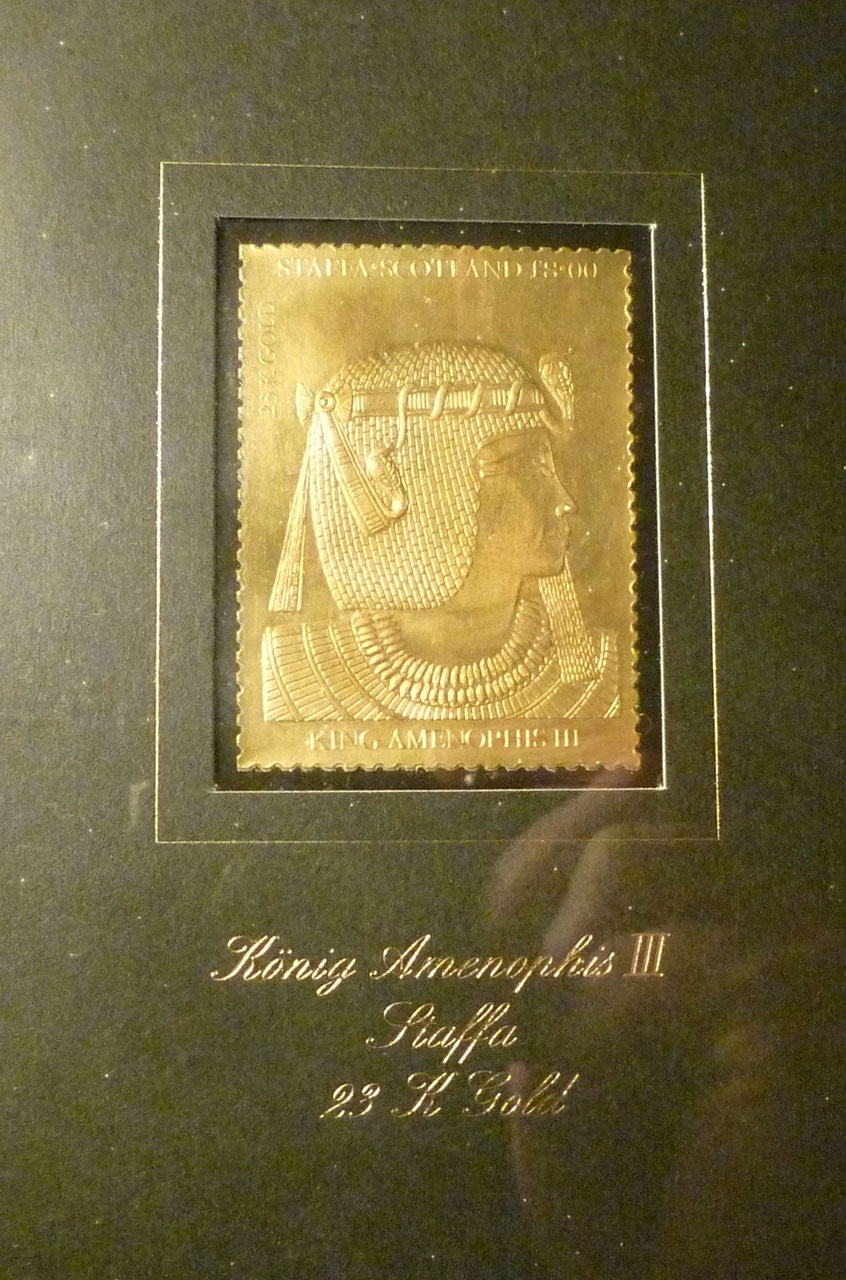 STAFFA·SCOTLAND £8·00
23K GOLD
KING AMENOPHIS III
König Amenophis III
Staffa
23 K Gold